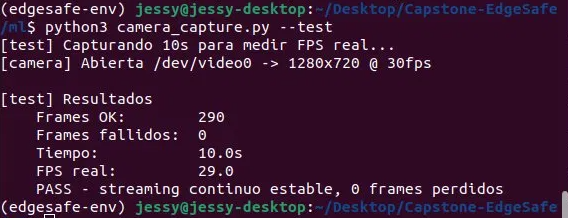 (edgesafe-env) jessy@jessy-desktop:~/Desktop/Capstone-EdgeSafe
/ml$ python3 camera_capture.py --test
[test] Capturando 10s para medir FPS real...
[camera] Abierta /dev/video0 -> 1280x720 @ 30fps
[test] Resultados
Frames OK: 290
Frames fallidos: 0
Tiempo: 10.0s
FPS real: 29.0
PASS - streaming continuo estable, 0 frames perdidos
(edgesafe-env) jessy@jessy-desktop:~/Desktop/Capstone-EdgeSafe